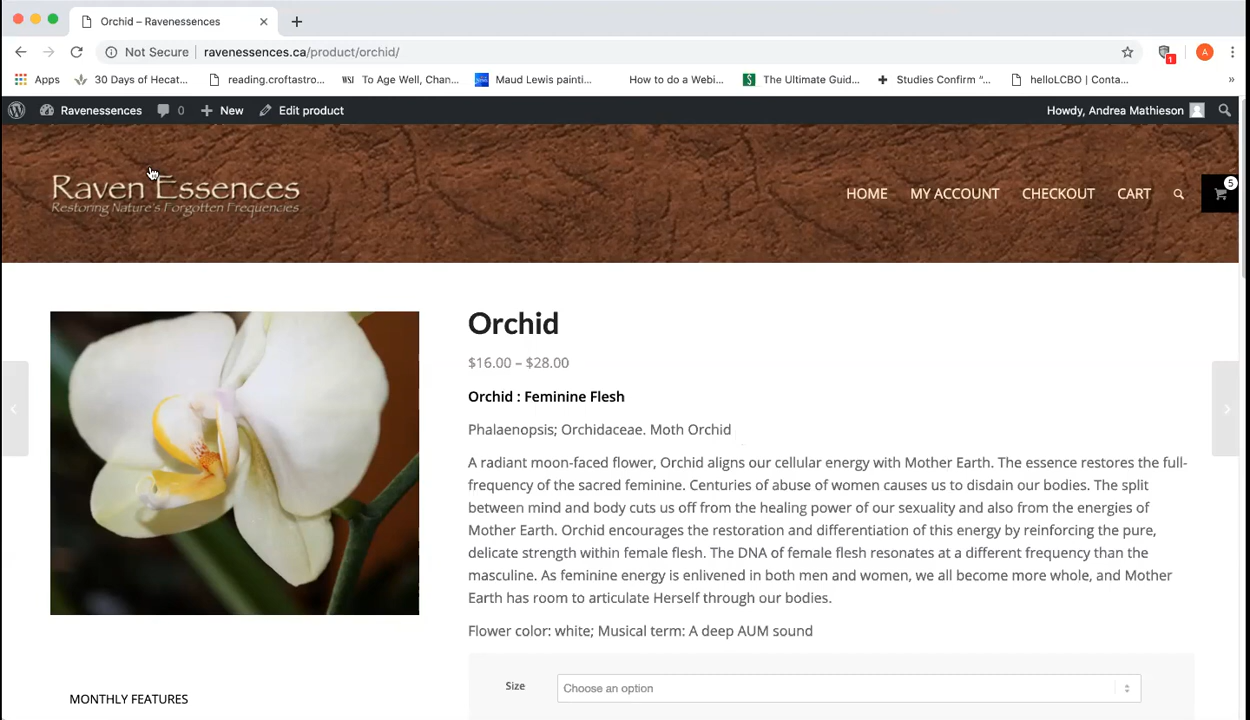 Orchid – Ravenessences
Not Secure ravenessences.ca/product/orchid/
1
A
Apps 30 Days of Hecat... reading.croftastro... WSJ To Age Well, Chan... Maud Lewis painti... How to do a Webi... S The Ultimate Guid... Studies Confirm "... helloLCBO | Conta... »
Ravenessences 0 New Edit product Howdy, Andrea Mathieson
Raven Essences
Restoring Nature's Forgotten Frequencies
HOME MY ACCOUNT CHECKOUT CART 5
Orchid
$16.00 – $28.00
Orchid : Feminine Flesh
Phalaenopsis; Orchidaceae. Moth Orchid
A radiant moon-faced flower, Orchid aligns our cellular energy with Mother Earth. The essence restores the full-
frequency of the sacred feminine. Centuries of abuse of women causes us to disdain our bodies. The split
between mind and body cuts us off from the healing power of our sexuality and also from the energies of
Mother Earth. Orchid encourages the restoration and differentiation of this energy by reinforcing the pure,
delicate strength within female flesh. The DNA of female flesh resonates at a different frequency than the
masculine. As feminine energy is enlivened in both men and women, we all become more whole, and Mother
Earth has room to articulate Herself through our bodies.
Flower color: white; Musical term: A deep AUM sound
Size Choose an option
MONTHLY FEATURES